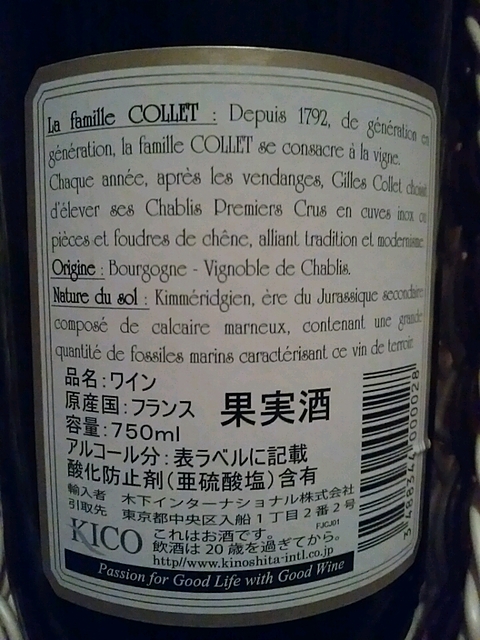 La famille COLLET : Depuis 1792, de génération en
génération, la famille COLLET se consacre à la vigne.
Chaque année, après les vendanges, Gilles Collet choisit
d'élever ses Chablis Premiers Crus en cuves inox ou
pièces et foudres de chêne, alliant tradition et modernisme.
Origine : Bourgogne - Vignoble de Chablis.
Nature du sol : Kimméridgien, ère du Jurassique secondaire
composé de calcaire marneux, contenant une grande
quantité de fossiles marins caractérisant ce vin de terroir.
品名:ワイン
原産国:フランス
果実酒
容量:750ml
アルコール分:表ラベルに記載
酸化防止剤(亜硫酸塩)含有
輸入者 木下インターナショナル株式会社
引取先 東京都中央区入船1丁目2番2号
FJCJ01
KICO
これはお酒です。
飲酒は20歳を過ぎてから。
http//www.kinoshita-intl.co.jp
Passion for Good Life with Good Wine